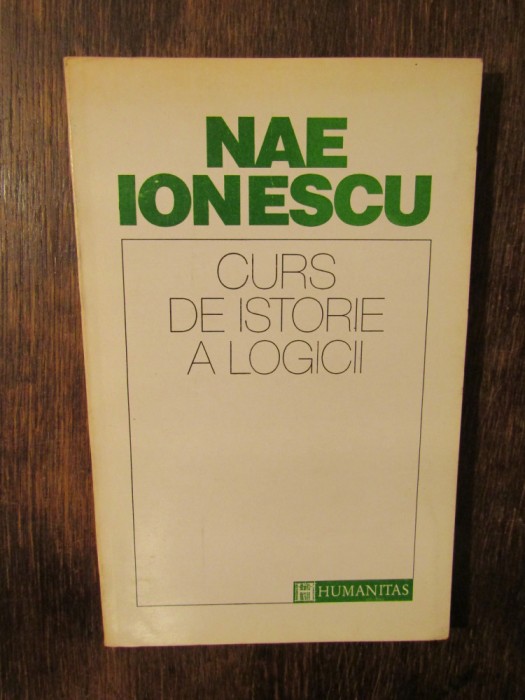 NAE
IONESCU
CURS
DE ISTORIE
A LOGICII
HUMANITAS